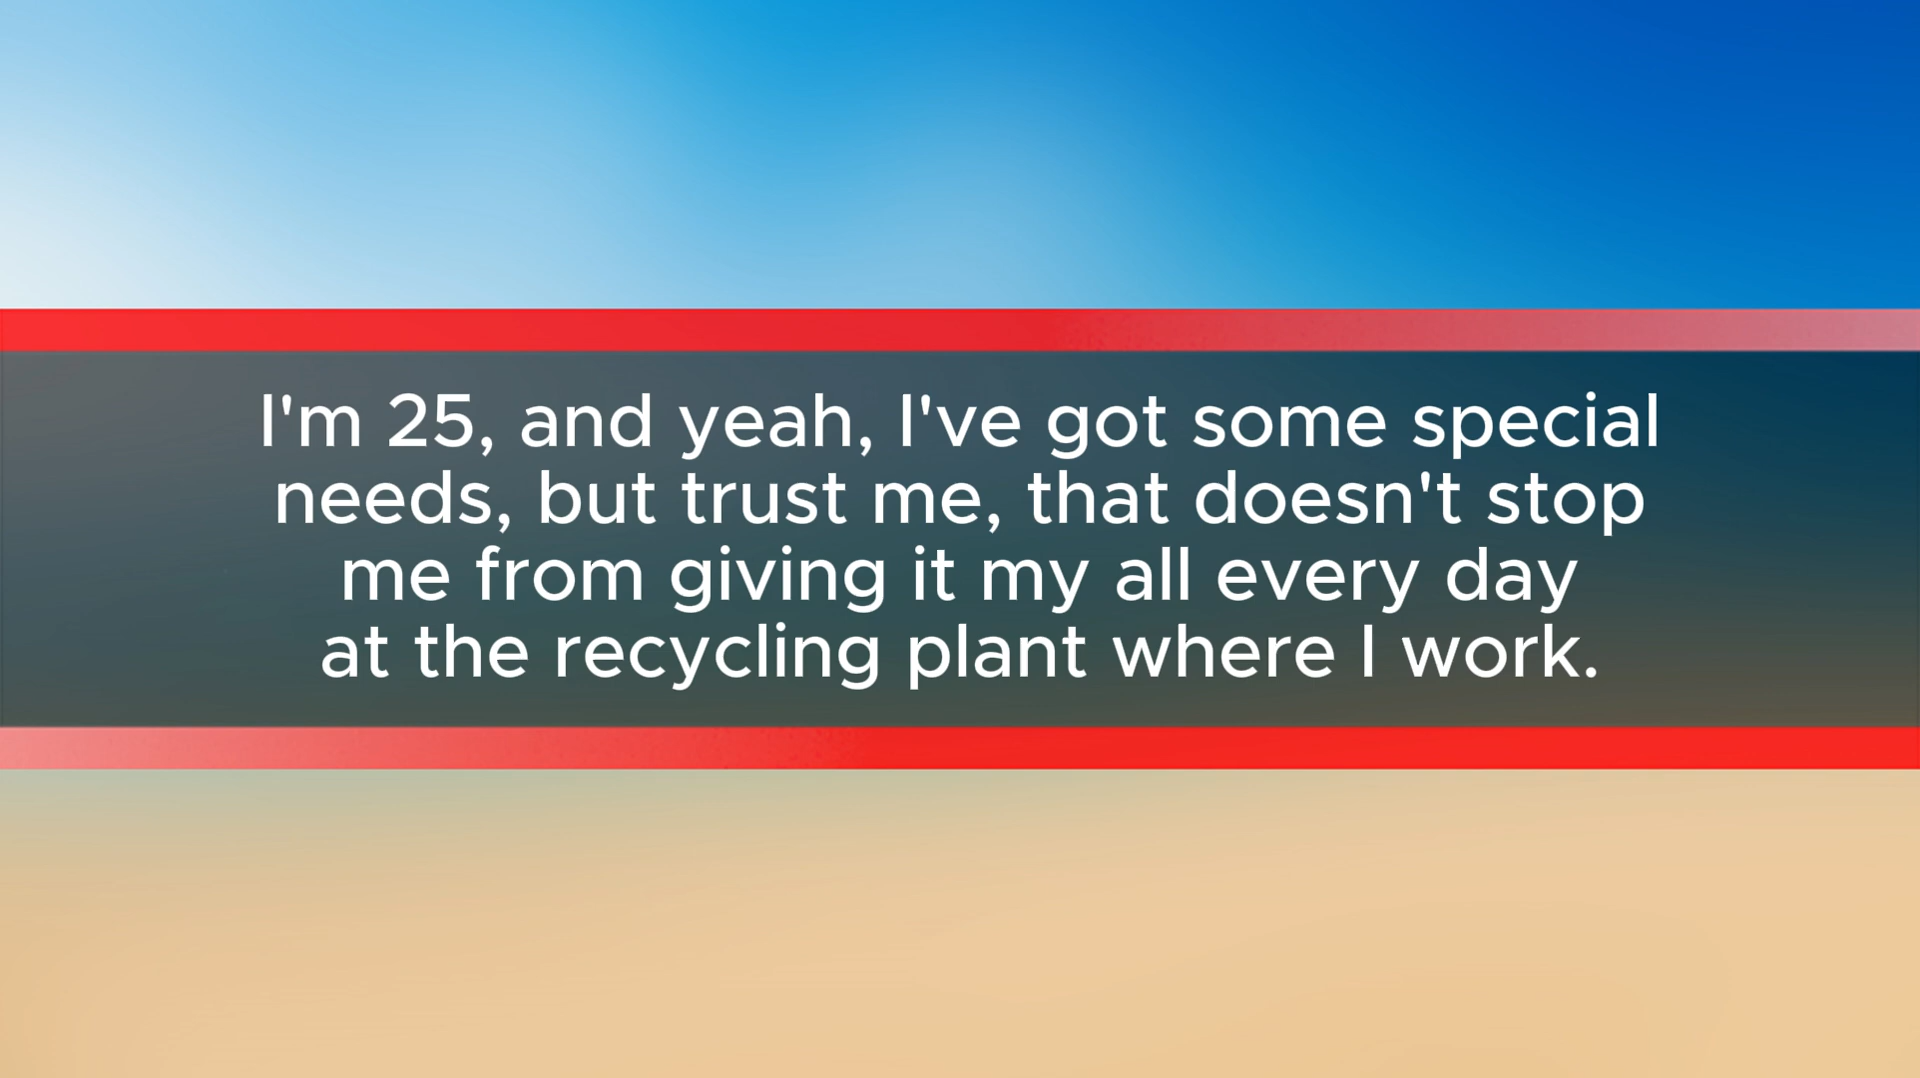 I'm 25, and yeah, I've got some special
needs, but trust me, that doesn't stop
me from giving it my all every day
at the recycling plant where I work.